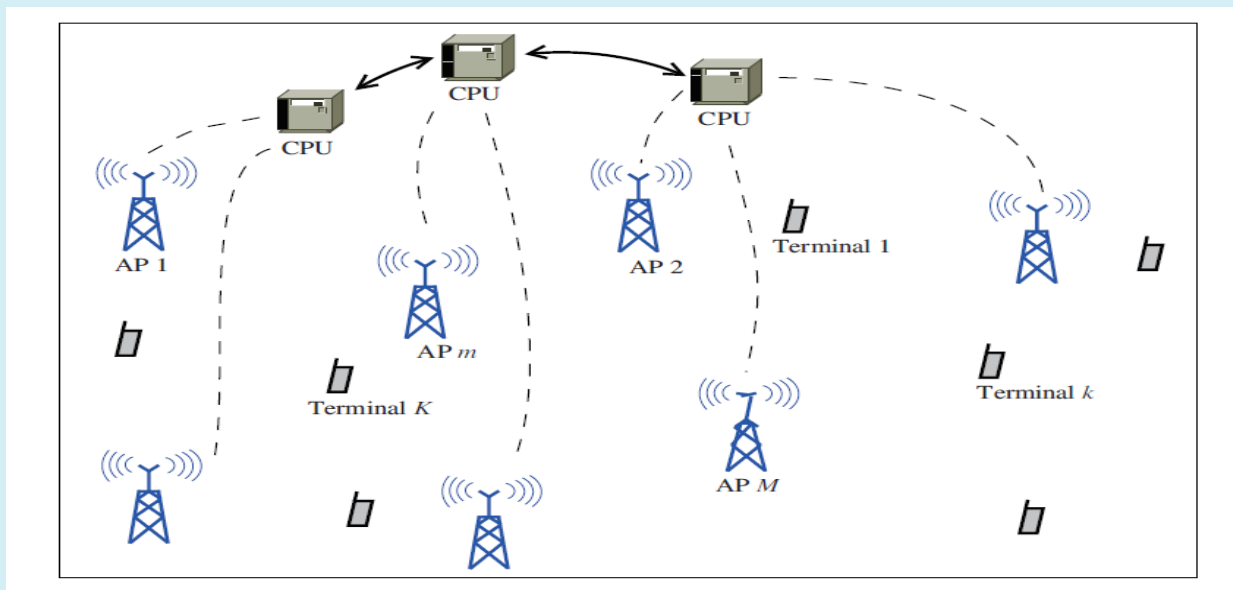 CPU
CPU
CPU
AP 1
AP 2
Terminal 1
AP m
Terminal K
Terminal k
AP M